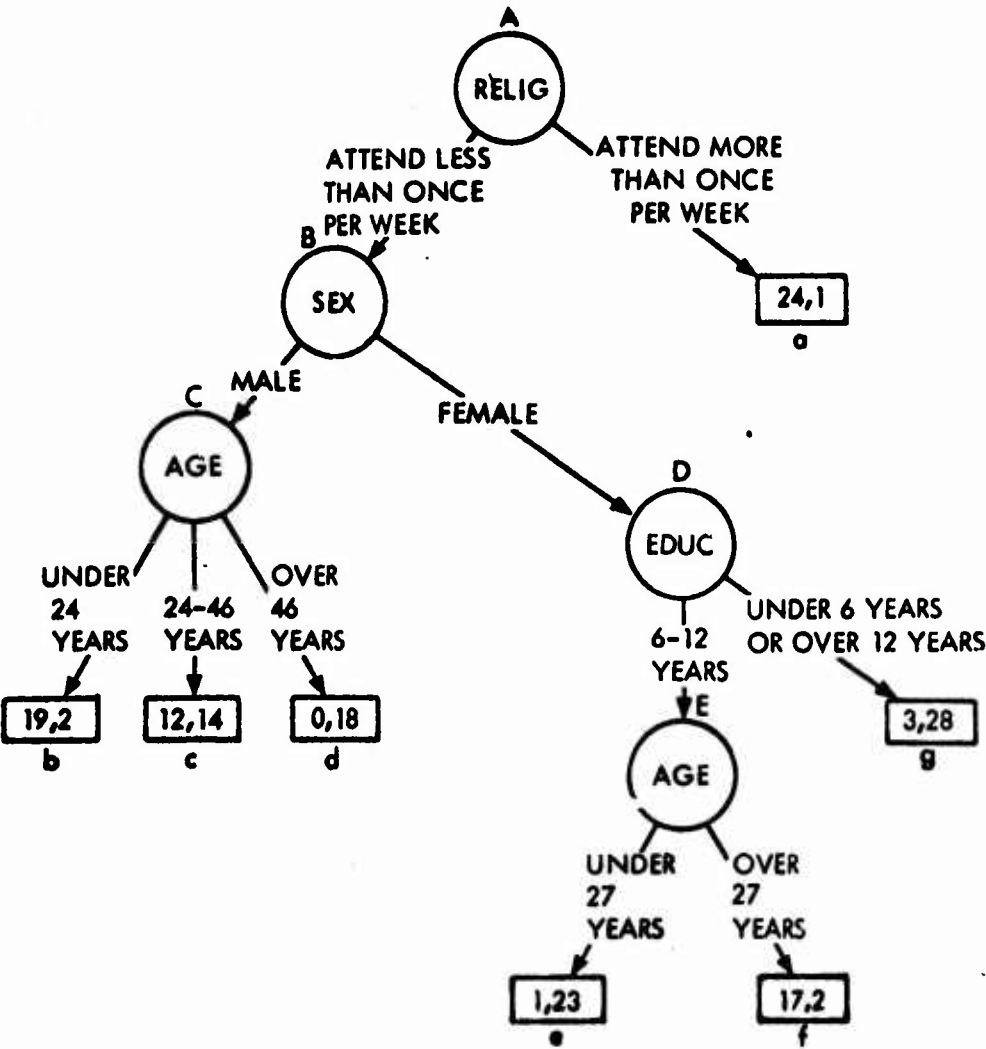 A
RELIG
ATTEND LESS
THAN ONCE
PER WEEK
ATTEND MORE
THAN ONCE
PER WEEK
B
SEX
24,1
a
MALE
FEMALE
C
AGE
D
EDUC
UNDER
24
YEARS
24-46
YEARS
OVER
46
YEARS
6-12
YEARS
UNDER 6 YEARS
OR OVER 12 YEARS
19,2
b
12,14
c
0,18
d
E
AGE
3,28
g
UNDER
27
YEARS
OVER
27
YEARS
1,23
e
17,2
f